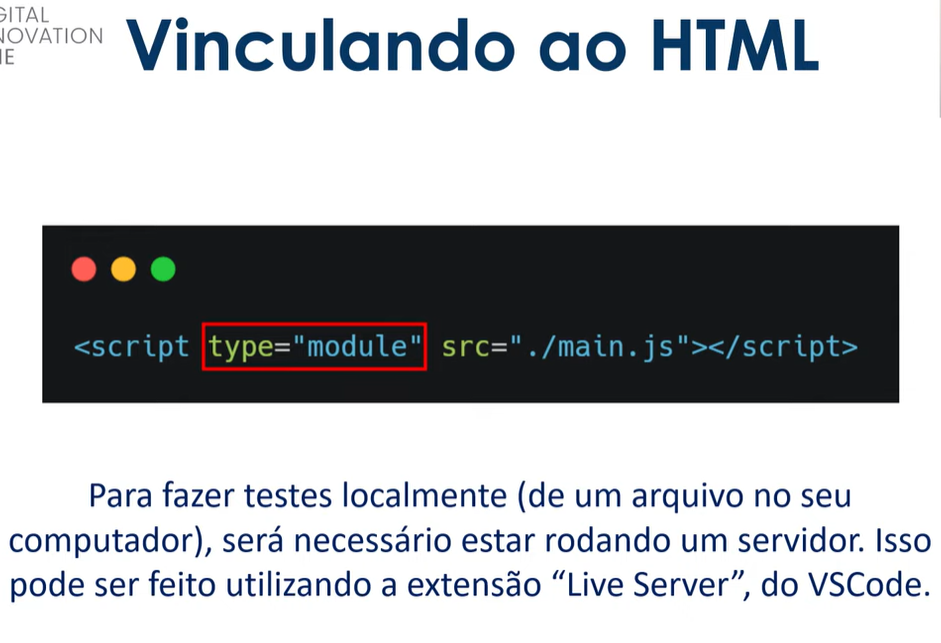 GITAL
NOVATION
NE
Vinculando ao HTML
<script type="module" src="./main.js"></script>
Para fazer testes localmente (de um arquivo no seu
computador), será necessário estar rodando um servidor. Isso
pode ser feito utilizando a extensão “Live Server”, do VSCode.